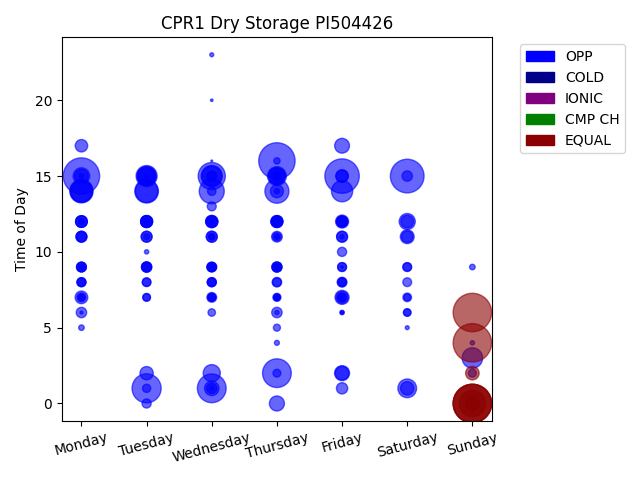 CPR1 Dry Storage PI504426
OPP
COLD
IONIC
CMP CH
EQUAL
Time of Day
20
15
10
5
0
Monday
Tuesday
Wednesday
Thursday
Friday
Saturday
Sunday